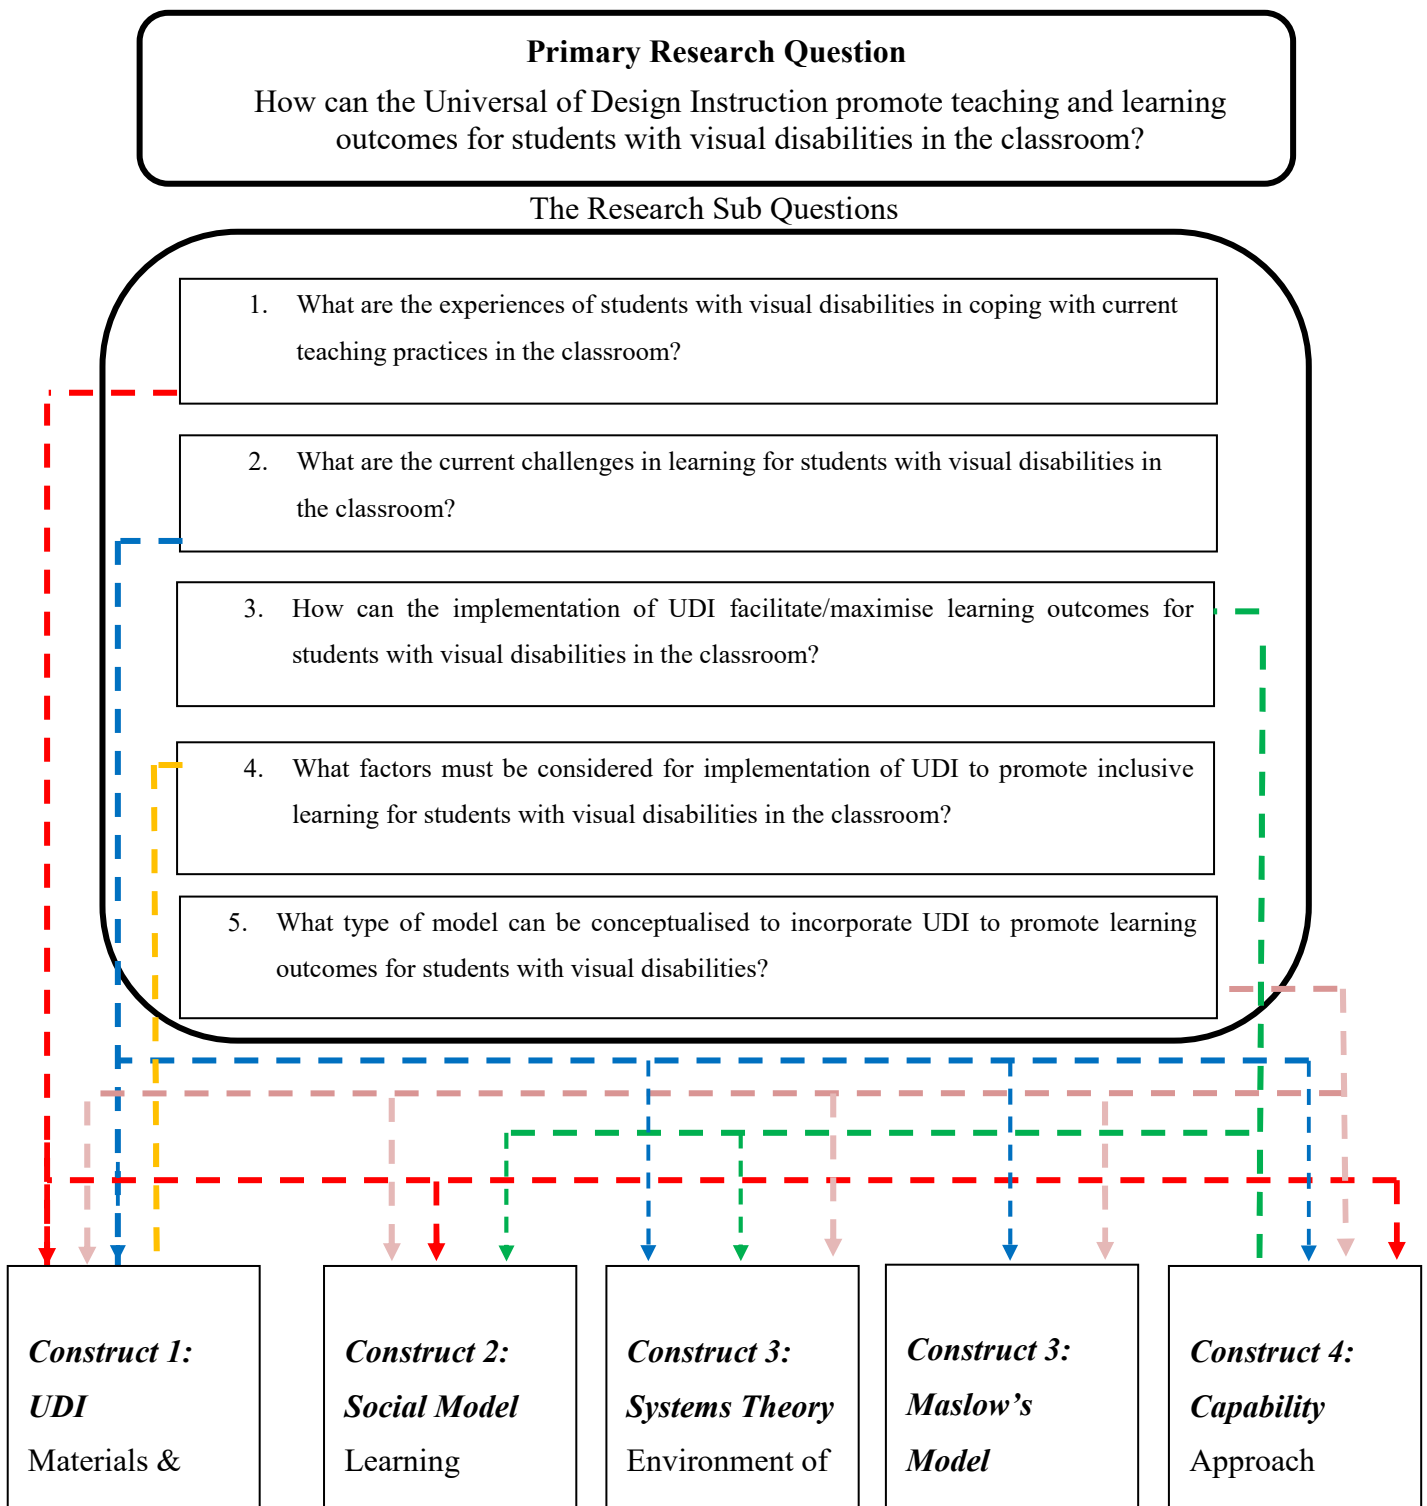 Primary Research Question
How can the Universal of Design Instruction promote teaching and learning
outcomes for students with visual disabilities in the classroom?
The Research Sub Questions
1. What are the experiences of students with visual disabilities in coping with current
teaching practices in the classroom?
2. What are the current challenges in learning for students with visual disabilities in
the classroom?
3. How can the implementation of UDI facilitate/maximise learning outcomes for
students with visual disabilities in the classroom?
4. What factors must be considered for implementation of UDI to promote inclusive
learning for students with visual disabilities in the classroom?
5. What type of model can be conceptualised to incorporate UDI to promote learning
outcomes for students with visual disabilities?
Construct 1:
UDI
Materials &
Construct 2:
Social Model
Learning
Construct 3:
Systems Theory
Environment of
Construct 3:
Maslow’s
Model
Construct 4:
Capability
Approach